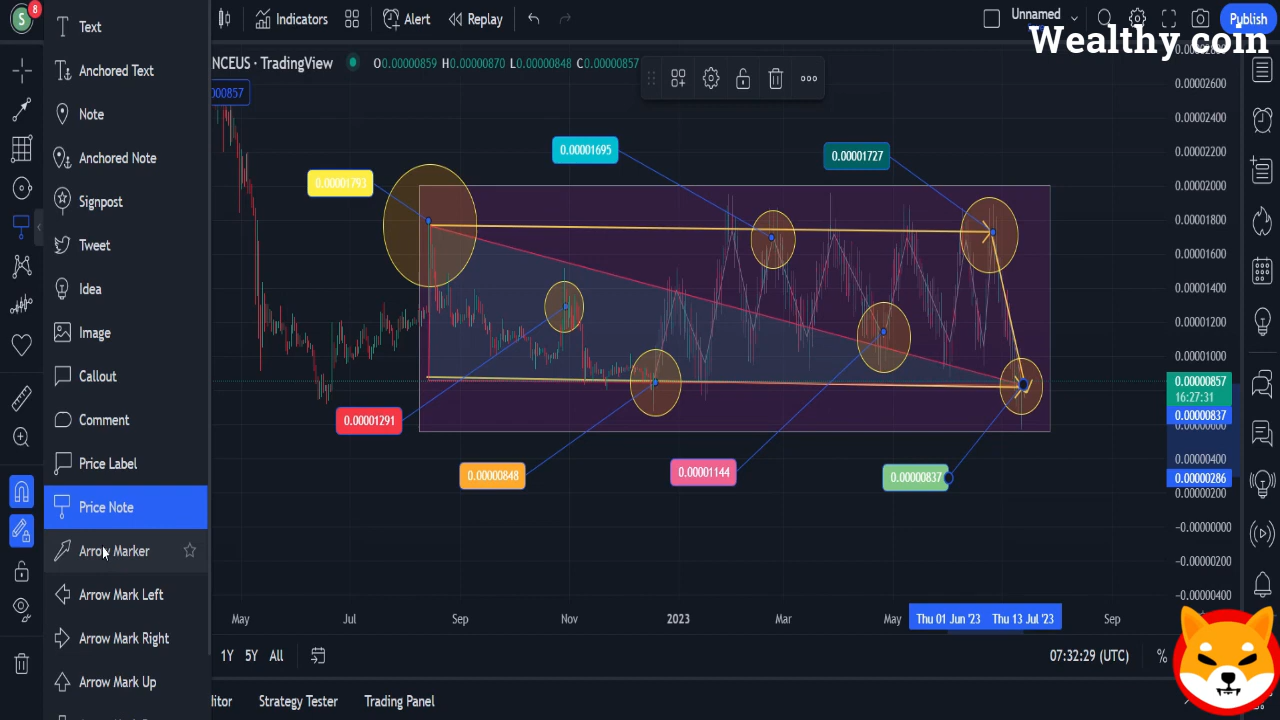 S
8
Indicators
Alert
Replay
Unnamed
Publish
Wealthy coin
NCEUS · TradingView
O0.00000859 H0.00000870 L0.00000848 C0.00000857
Text
Anchored Text
Note
Anchored Note
Signpost
Tweet
Idea
Image
Callout
Comment
Price Label
Price Note
Arrow Marker
Arrow Mark Left
Arrow Mark Right
Arrow Mark Up
0.00001793
0.00001695
0.00001727
0.00001291
0.00000848
0.00001144
0.00000837
0.00002600
0.00002400
0.00002200
0.00002000
0.00001800
0.00001600
0.00001400
0.00001200
0.00001000
0.00000857
16:27:31
0.00000837
0.00000400
0.00000286
0.00000200
−0.00000000
−0.00000200
−0.00000400
May
Jul
Sep
Nov
2023
Mar
May
Thu 01 Jun '23
Thu 13 Jul '23
Sep
1Y 5Y All
07:32:29 (UTC)
%
itor
Strategy Tester
Trading Panel